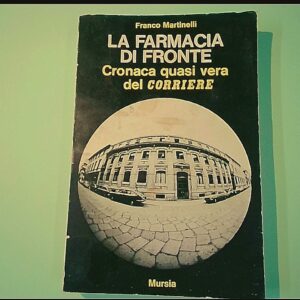 Franco Martinelli
LA FARMACIA
DI FRONTE
Cronaca quasi vera
del CORRIERE
Mursia